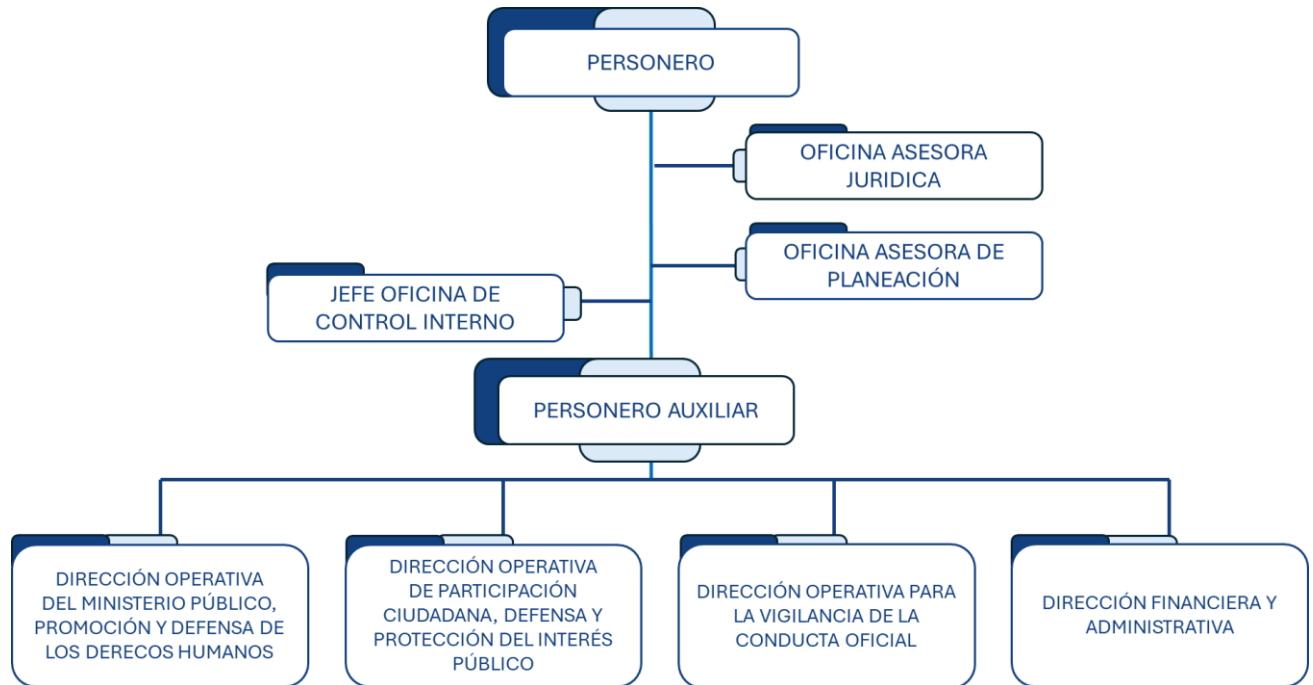 PERSONERO
OFICINA ASESORA
JURIDICA
OFICINA ASESORA DE
PLANEACIÓN
JEFE OFICINA DE
CONTROL INTERNO
PERSONERO AUXILIAR
DIRECCIÓN OPERATIVA
DEL MINISTERIO PÚBLICO,
PROMOCIÓN Y DEFENSA DE
LOS DERECOS HUMANOS
DIRECCIÓN OPERATIVA
DE PARTICIPACIÓN
CIUDADANA, DEFENSA Y
PROTECCIÓN DEL INTERÉS
PÚBLICO
DIRECCIÓN OPERATIVA PARA
LA VIGILANCIA DE LA
CONDUCTA OFICIAL
DIRECCIÓN FINANCIERA Y
ADMINISTRATIVA